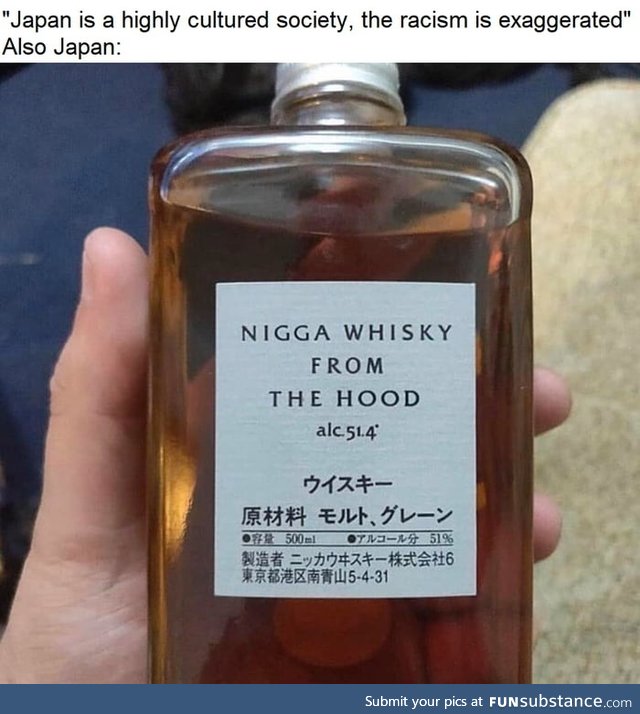 "Japan is a highly cultured society, the racism is exaggerated"
Also Japan:
NIGGA WHISKY
FROM
THE HOOD
alc.51.4°
ウイスキー
原材料 モルト、グレーン
●容量 500ml ●アルコール分 51%
製造者 ニッカウヰスキー株式会社6
東京都港区南青山5-4-31
Submit your pics at FUNsubstance.com